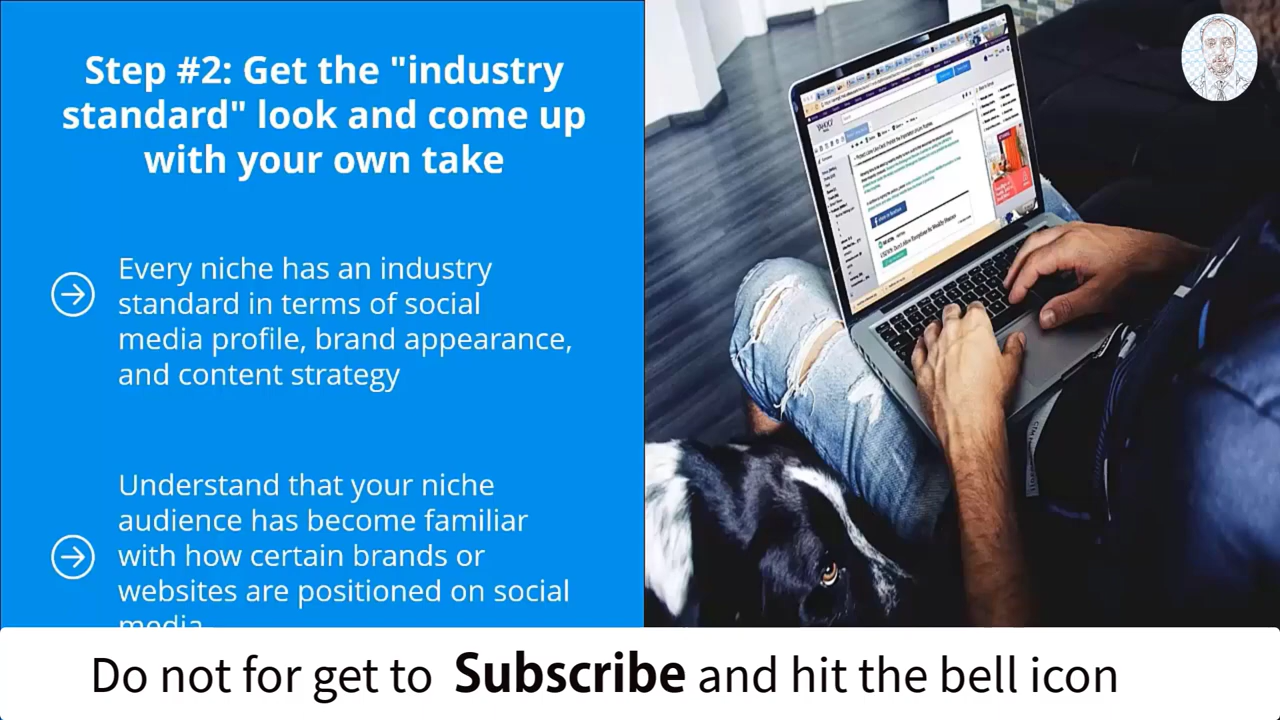 Step #2: Get the "industry
standard" look and come up
with your own take
Every niche has an industry
standard in terms of social
media profile, brand appearance,
and content strategy
Understand that your niche
audience has become familiar
with how certain brands or
websites are positioned on social
media.
Do not for get to Subscribe and hit the bell icon
YAHOO!